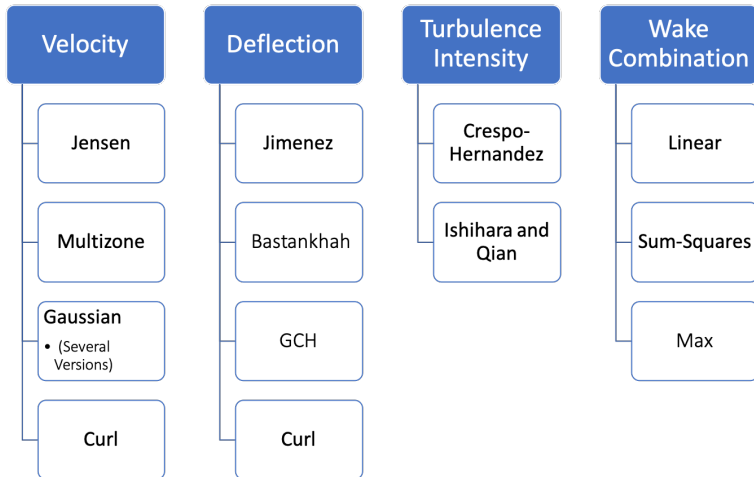 Velocity
Jensen
Multizone
Gaussian
• (Several
Versions)
Curl
Deflection
Jimenez
Bastankhah
GCH
Curl
Turbulence
Intensity
Crespo-
Hernandez
Ishihara and
Qian
Wake
Combination
Linear
Sum-Squares
Max